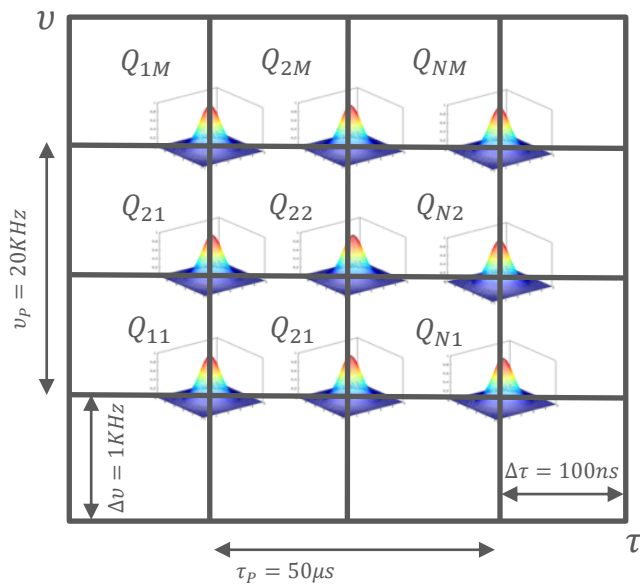 υ
Q_{1M} Q_{2M} Q_{NM}
Q_{21} Q_{22} Q_{N2}
υ_P = 20KHz
Q_{11} Q_{21} Q_{N1}
Δυ = 1KHz
Δτ = 100ns
τ
τ_P = 50μs